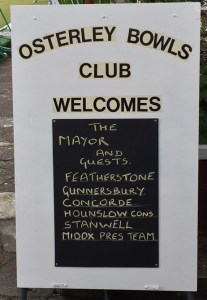 OSTERLEY BOWLS
CLUB
WELCOMES
THE
MAYOR
AND
GUESTS.
FEATHERSTONE
GUNNERSBURY
CONCORDE
HOUNSLOW CONS
STANWELL
MIDDX PRES TEAM